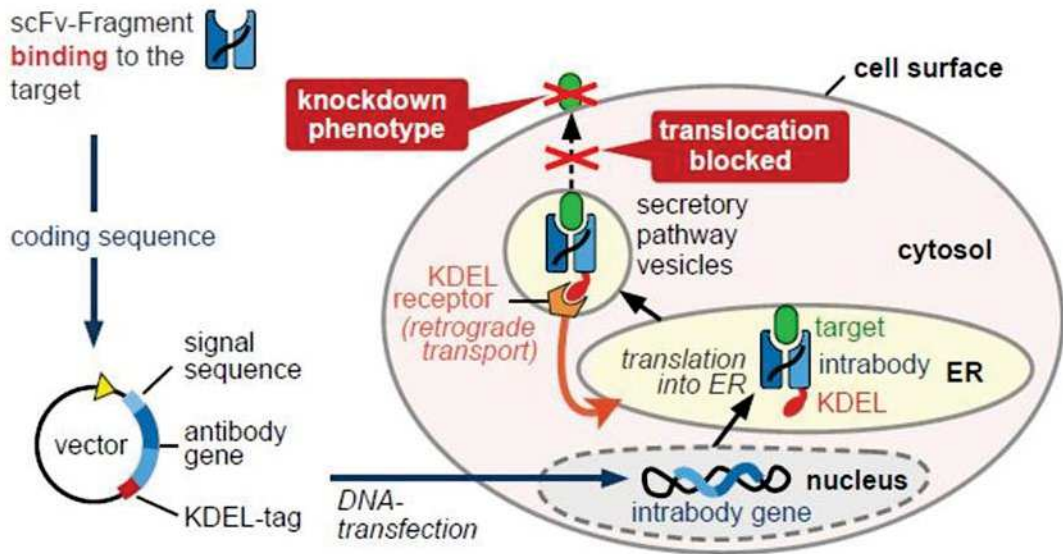 scFv-Fragment
binding to the
target
coding sequence
signal
sequence
vector
antibody
gene
KDEL-tag
DNA-
transfection
knockdown
phenotype
translocation
blocked
cell surface
secretory
pathway
vesicles
cytosol
KDEL
receptor
(retrograde
transport)
translation
into ER
target
intrabody
ER
KDEL
nucleus
intrabody gene